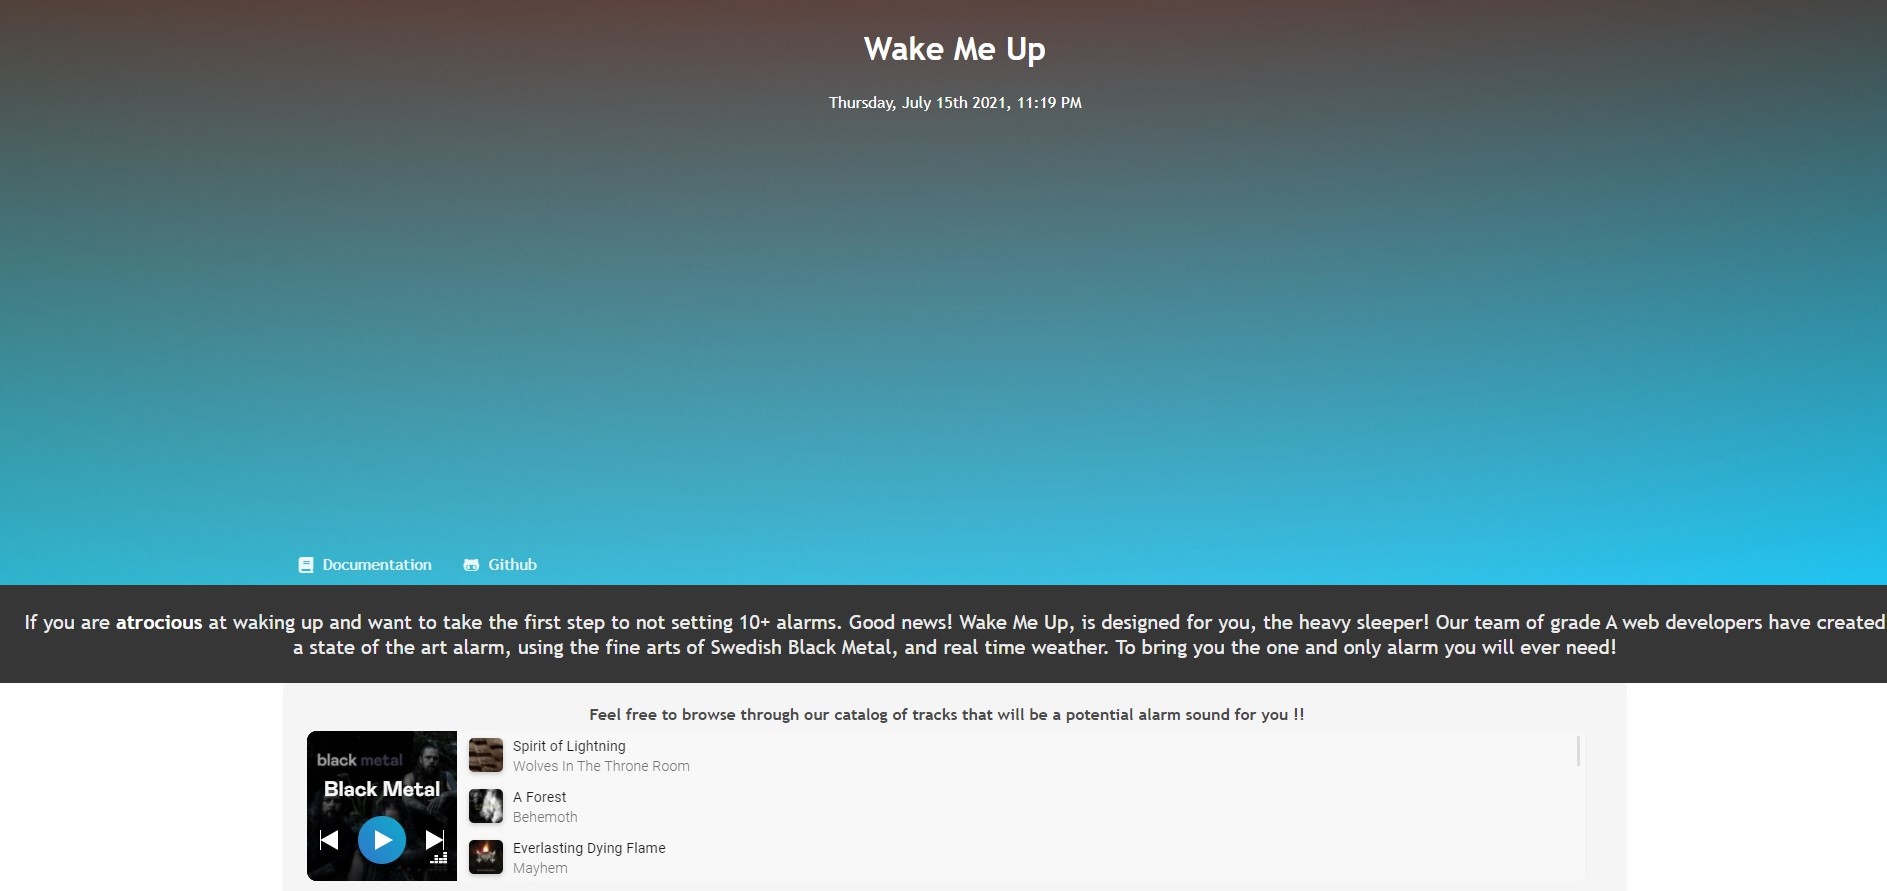 Wake Me Up
Thursday, July 15th 2021, 11:19 PM
Documentation Github
If you are atrocious at waking up and want to take the first step to not setting 10+ alarms. Good news! Wake Me Up, is designed for you, the heavy sleeper! Our team of grade A web developers have created
a state of the art alarm, using the fine arts of Swedish Black Metal, and real time weather. To bring you the one and only alarm you will ever need!
Feel free to browse through our catalog of tracks that will be a potential alarm sound for you !!
black metal
Black Metal
Spirit of Lightning
Wolves In The Throne Room
A Forest
Behemoth
Everlasting Dying Flame
Mayhem